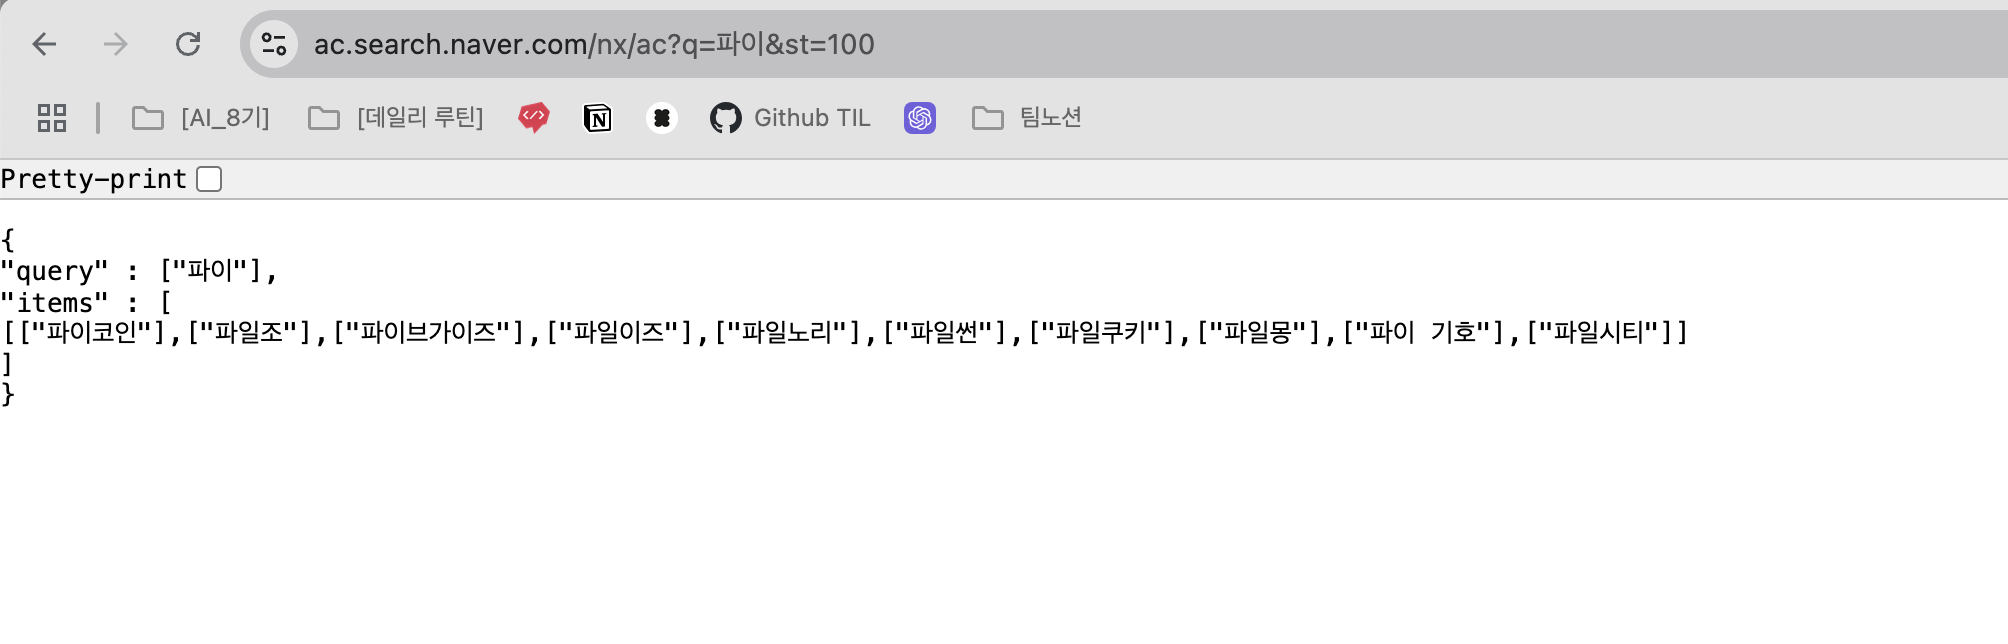 ac.search.naver.com/nx/ac?q=파이&st=100
[AI_8기] [데일리 루틴] Github TIL 팀노션
Pretty-print
{
"query" : ["파이"],
"items" : [
[["파이코인"],["파일조"],["파이브가이즈"],["파일이즈"],["파일노리"],["파일썬"],["파일쿠키"],["파일몽"],["파이 기호"],["파일시티"]]
]
}